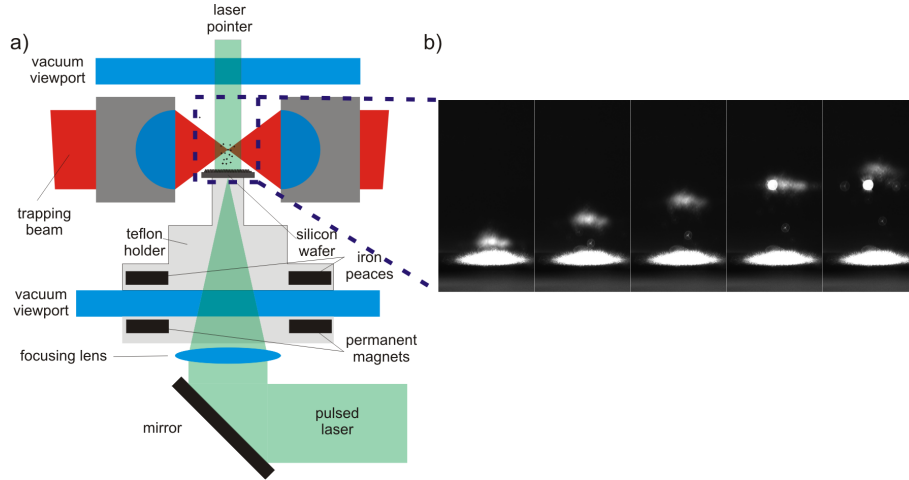 a)
laser
pointer
b)
vacuum
viewport
trapping
beam
teflon
holder
silicon
wafer
iron
peaces
vacuum
viewport
permanent
magnets
focusing lens
mirror
pulsed
laser